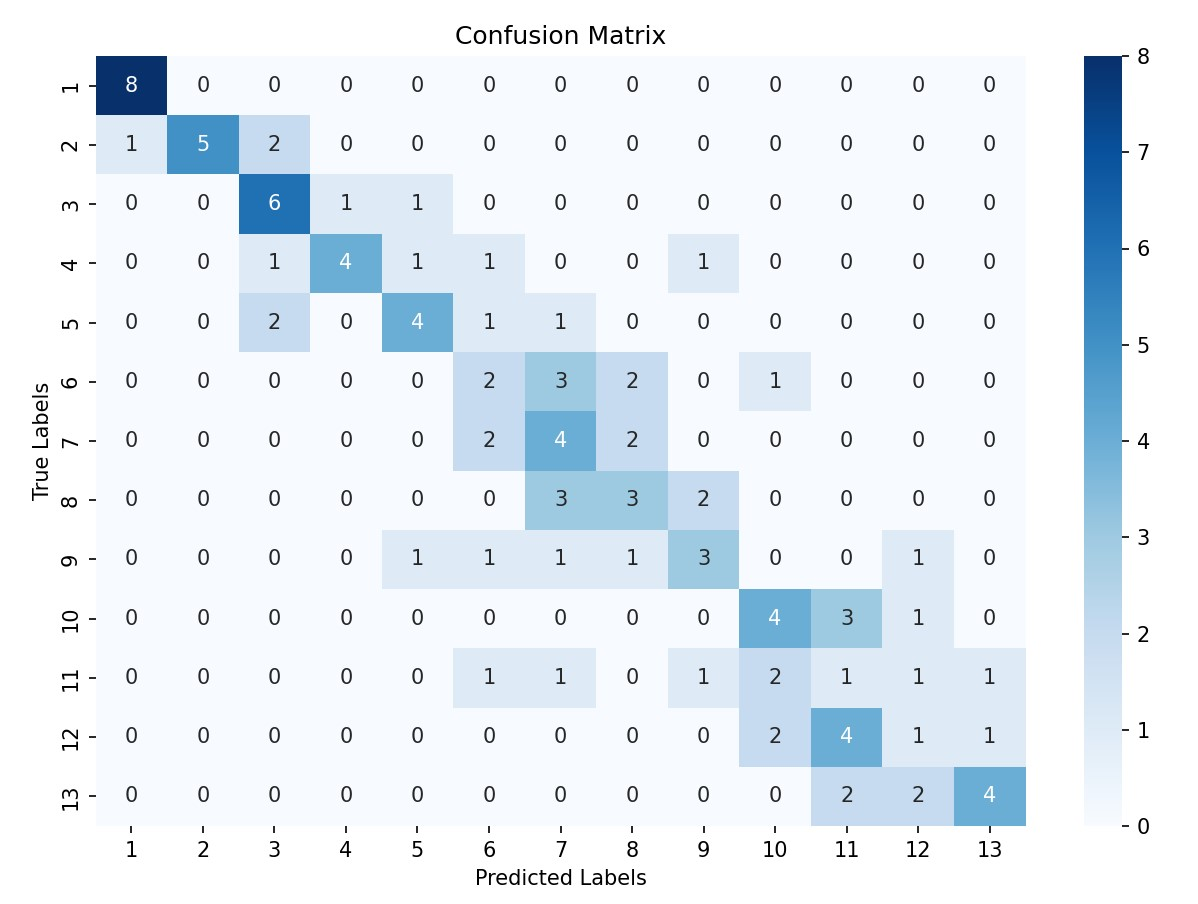 Confusion Matrix
1 8 0 0 0 0 0 0 0 0 0 0 0 0
2 1 5 2 0 0 0 0 0 0 0 0 0 0
3 0 0 6 1 1 0 0 0 0 0 0 0 0
4 0 0 1 4 1 1 0 0 1 0 0 0 0
5 0 0 2 0 4 1 1 0 0 0 0 0 0
6 0 0 0 0 0 2 3 2 0 1 0 0 0
7 0 0 0 0 0 2 4 2 0 0 0 0 0
8 0 0 0 0 0 0 3 3 2 0 0 0 0
9 0 0 0 0 1 1 1 1 3 0 0 1 0
10 0 0 0 0 0 0 0 0 0 4 3 1 0
11 0 0 0 0 0 1 1 0 1 2 1 1 1
12 0 0 0 0 0 0 0 0 0 2 4 1 1
13 0 0 0 0 0 0 0 0 0 0 2 2 4
1 2 3 4 5 6 7 8 9 10 11 12 13
Predicted Labels
True Labels
8
7
6
5
4
3
2
1
0